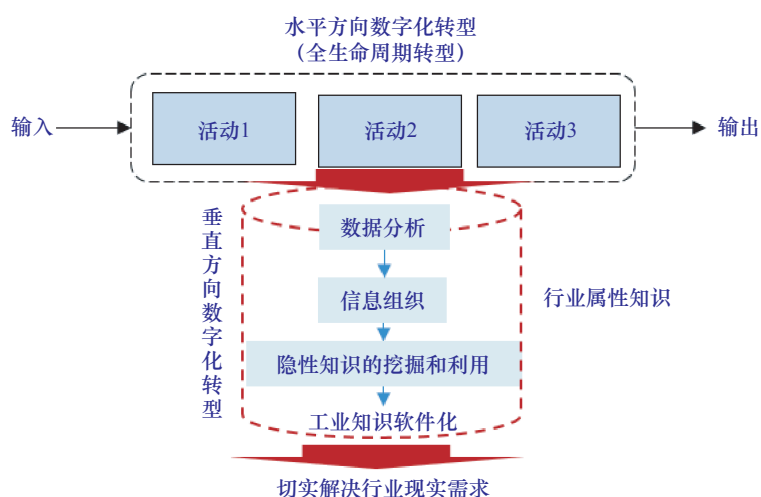 水平方向数字化转型
(全生命周期转型)
输入
活动1
活动2
活动3
输出
垂直方向数字化转型
数据分析
信息组织
行业属性知识
隐性知识的挖掘和利用
工业知识软件化
切实解决行业现实需求